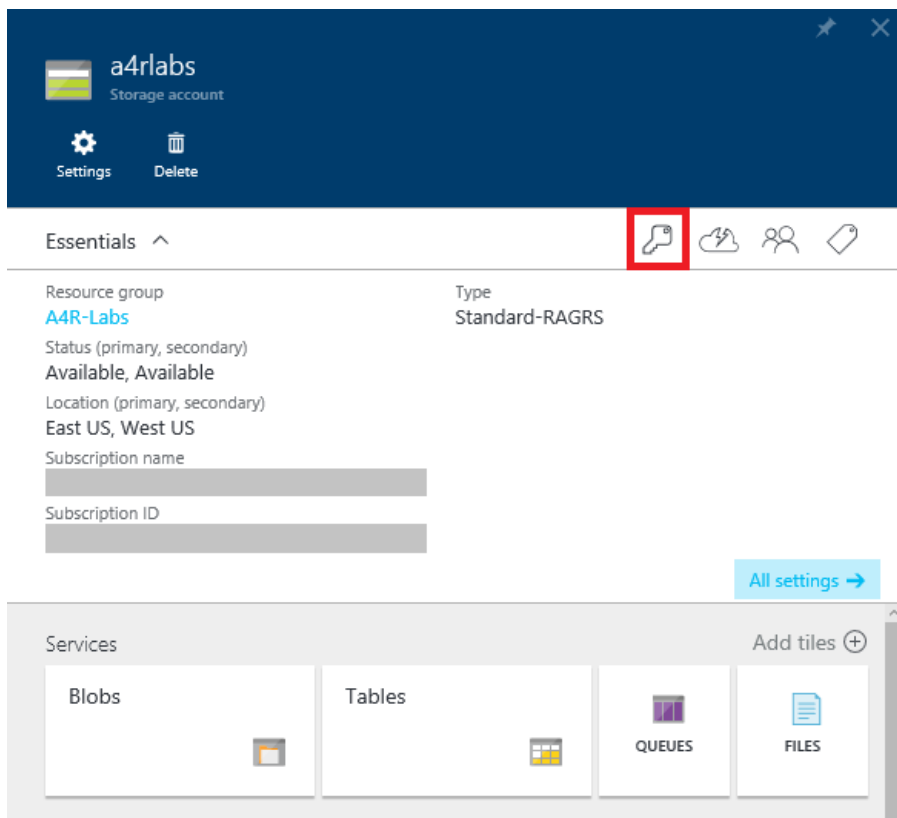 a4rlabs
Storage account
Settings
Delete
Essentials
Resource group
A4R-Labs
Type
Standard-RAGRS
Status (primary, secondary)
Available, Available
Location (primary, secondary)
East US, West US
Subscription name
Subscription ID
All settings
Services
Add tiles
Blobs
Tables
QUEUES
FILES